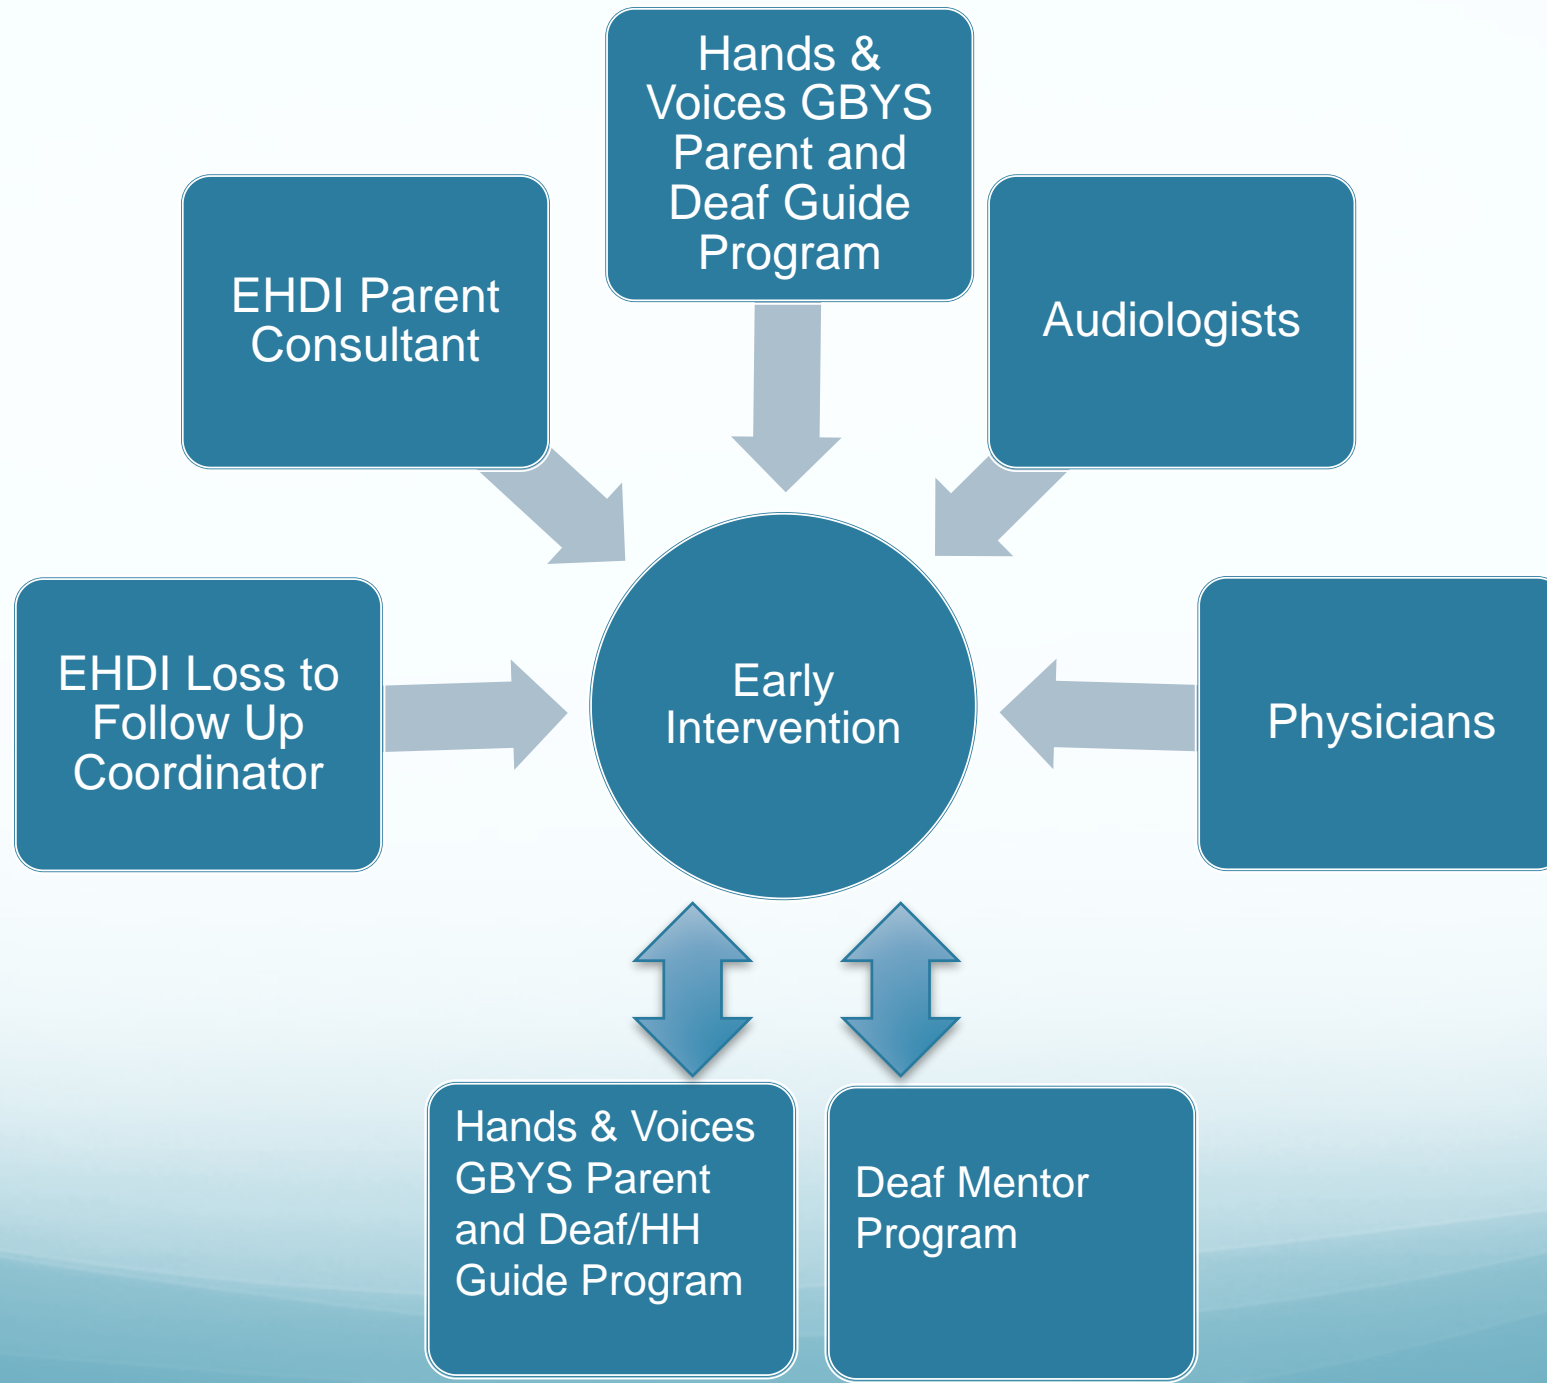 Hands &
Voices GBYS
Parent and
Deaf Guide
Program
EHDI Parent
Consultant
Audiologists
EHDI Loss to
Follow Up
Coordinator
Early
Intervention
Physicians
Hands & Voices
GBYS Parent
and Deaf/HH
Guide Program
Deaf Mentor
Program